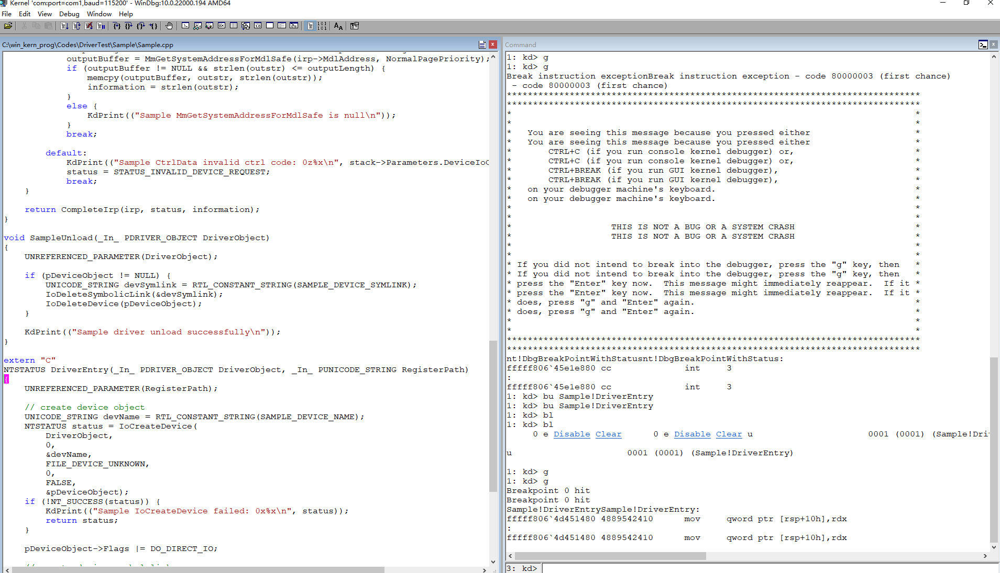 Kernel 'com:port=com1,baud=115200' - WinDbg:10.0.22000.194 AMD64
File Edit View Debug Window Help
C:\win_kern_prog\Codes\DriverTest\Sample\Sample.cpp
outputBuffer = MmGetSystemAddressForMdlSafe(irp->MdlAddress, NormalPagePriority);
if (outputBuffer != NULL && strlen(outstr) <= outputLength) {
memcpy(outputBuffer, outstr, strlen(outstr));
information = strlen(outstr);
}
else {
KdPrint(("Sample MmGetSystemAddressForMdlSafe is null\n"));
}
break;
default:
KdPrint(("Sample CtrlData invalid ctrl code: 0z%x\n", stack->Parameters.DeviceIoC
status = STATUS_INVALID_DEVICE_REQUEST;
break;
}
return CompleteIrp(irp, status, information);
}
void SampleUnload(_In_ PDRIVER_OBJECT DriverObject)
{
UNREFERENCED_PARAMETER(DriverObject);
if (pDeviceObject != NULL) {
UNICODE_STRING devSymlink = RTL_CONSTANT_STRING(SAMPLE_DEVICE_SYMLINK);
IoDeleteSymbolicLink(&devSymlink);
IoDeleteDevice(pDeviceObject);
}
KdPrint(("Sample driver unload successfully\n"));
}
extern "C"
NTSTATUS DriverEntry(_In_ PDRIVER_OBJECT DriverObject, _In_ PUNICODE_STRING RegisterPath)
{
UNREFERENCED_PARAMETER(RegisterPath);
// create device object
UNICODE_STRING devName = RTL_CONSTANT_STRING(SAMPLE_DEVICE_NAME);
NTSTATUS status = IoCreateDevice(
DriverObject,
0,
&devName,
FILE_DEVICE_UNKNOWN,
0,
FALSE,
&pDeviceObject);
if (!NT_SUCCESS(status)) {
KdPrint(("Sample IoCreateDevice failed: 0x%x\n", status));
return status;
}
pDeviceObject->Flags |= DO_DIRECT_IO;
Command
1: kd> g
1: kd> g
Break instruction exceptionBreak instruction exception - code 80000003 (first chance)
- code 80000003 (first chance)
*******************************************************************************
*******************************************************************************
* *
* *
* You are seeing this message because you pressed either *
* You are seeing this message because you pressed either *
* CTRL+C (if you run console kernel debugger) or, *
* CTRL+C (if you run console kernel debugger) or, *
* CTRL+BREAK (if you run GUI kernel debugger), *
* CTRL+BREAK (if you run GUI kernel debugger), *
* on your debugger machine's keyboard. *
* on your debugger machine's keyboard. *
* *
* *
* THIS IS NOT A BUG OR A SYSTEM CRASH *
* THIS IS NOT A BUG OR A SYSTEM CRASH *
* *
* *
* If you did not intend to break into the debugger, press the "g" key, then *
* If you did not intend to break into the debugger, press the "g" key, then *
* press the "Enter" key now. This message might immediately reappear. If it *
* press the "Enter" key now. This message might immediately reappear. If it *
* does, press "g" and "Enter" again. *
* does, press "g" and "Enter" again. *
* *
* *
*******************************************************************************
*******************************************************************************
nt!DbgBreakPointWithStatusnt!DbgBreakPointWithStatus:
fffff806`45e1e880 cc int 3
:
fffff806`45e1e880 cc int 3
1: kd> bu Sample!DriverEntry
1: kd> bu Sample!DriverEntry
1: kd> bl
1: kd> bl
0 e Disable Clear 0 e Disable Clear u 0001 (0001) (Sample!Dri
u 0001 (0001) (Sample!DriverEntry)
1: kd> g
1: kd> g
Breakpoint 0 hit
Breakpoint 0 hit
Sample!DriverEntrySample!DriverEntry:
fffff806`4d451480 4889542410 mov qword ptr [rsp+10h],rdx
:
fffff806`4d451480 4889542410 mov qword ptr [rsp+10h],rdx
3: kd>